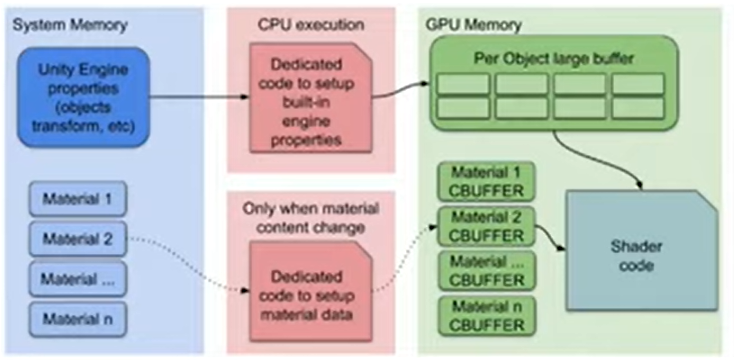 System Memory
Unity Engine
properties
(objects
transform, etc)
Material 1
Material 2
Material ...
Material n
CPU execution
Dedicated
code to setup
built-in
engine
properties
Only when material
content change
Dedicated
code to setup
material data
GPU Memory
Per Object large buffer
Material 1
CBUFFER
Material 2
CBUFFER
Material ...
CBUFFER
Material n
CBUFFER
Shader
code